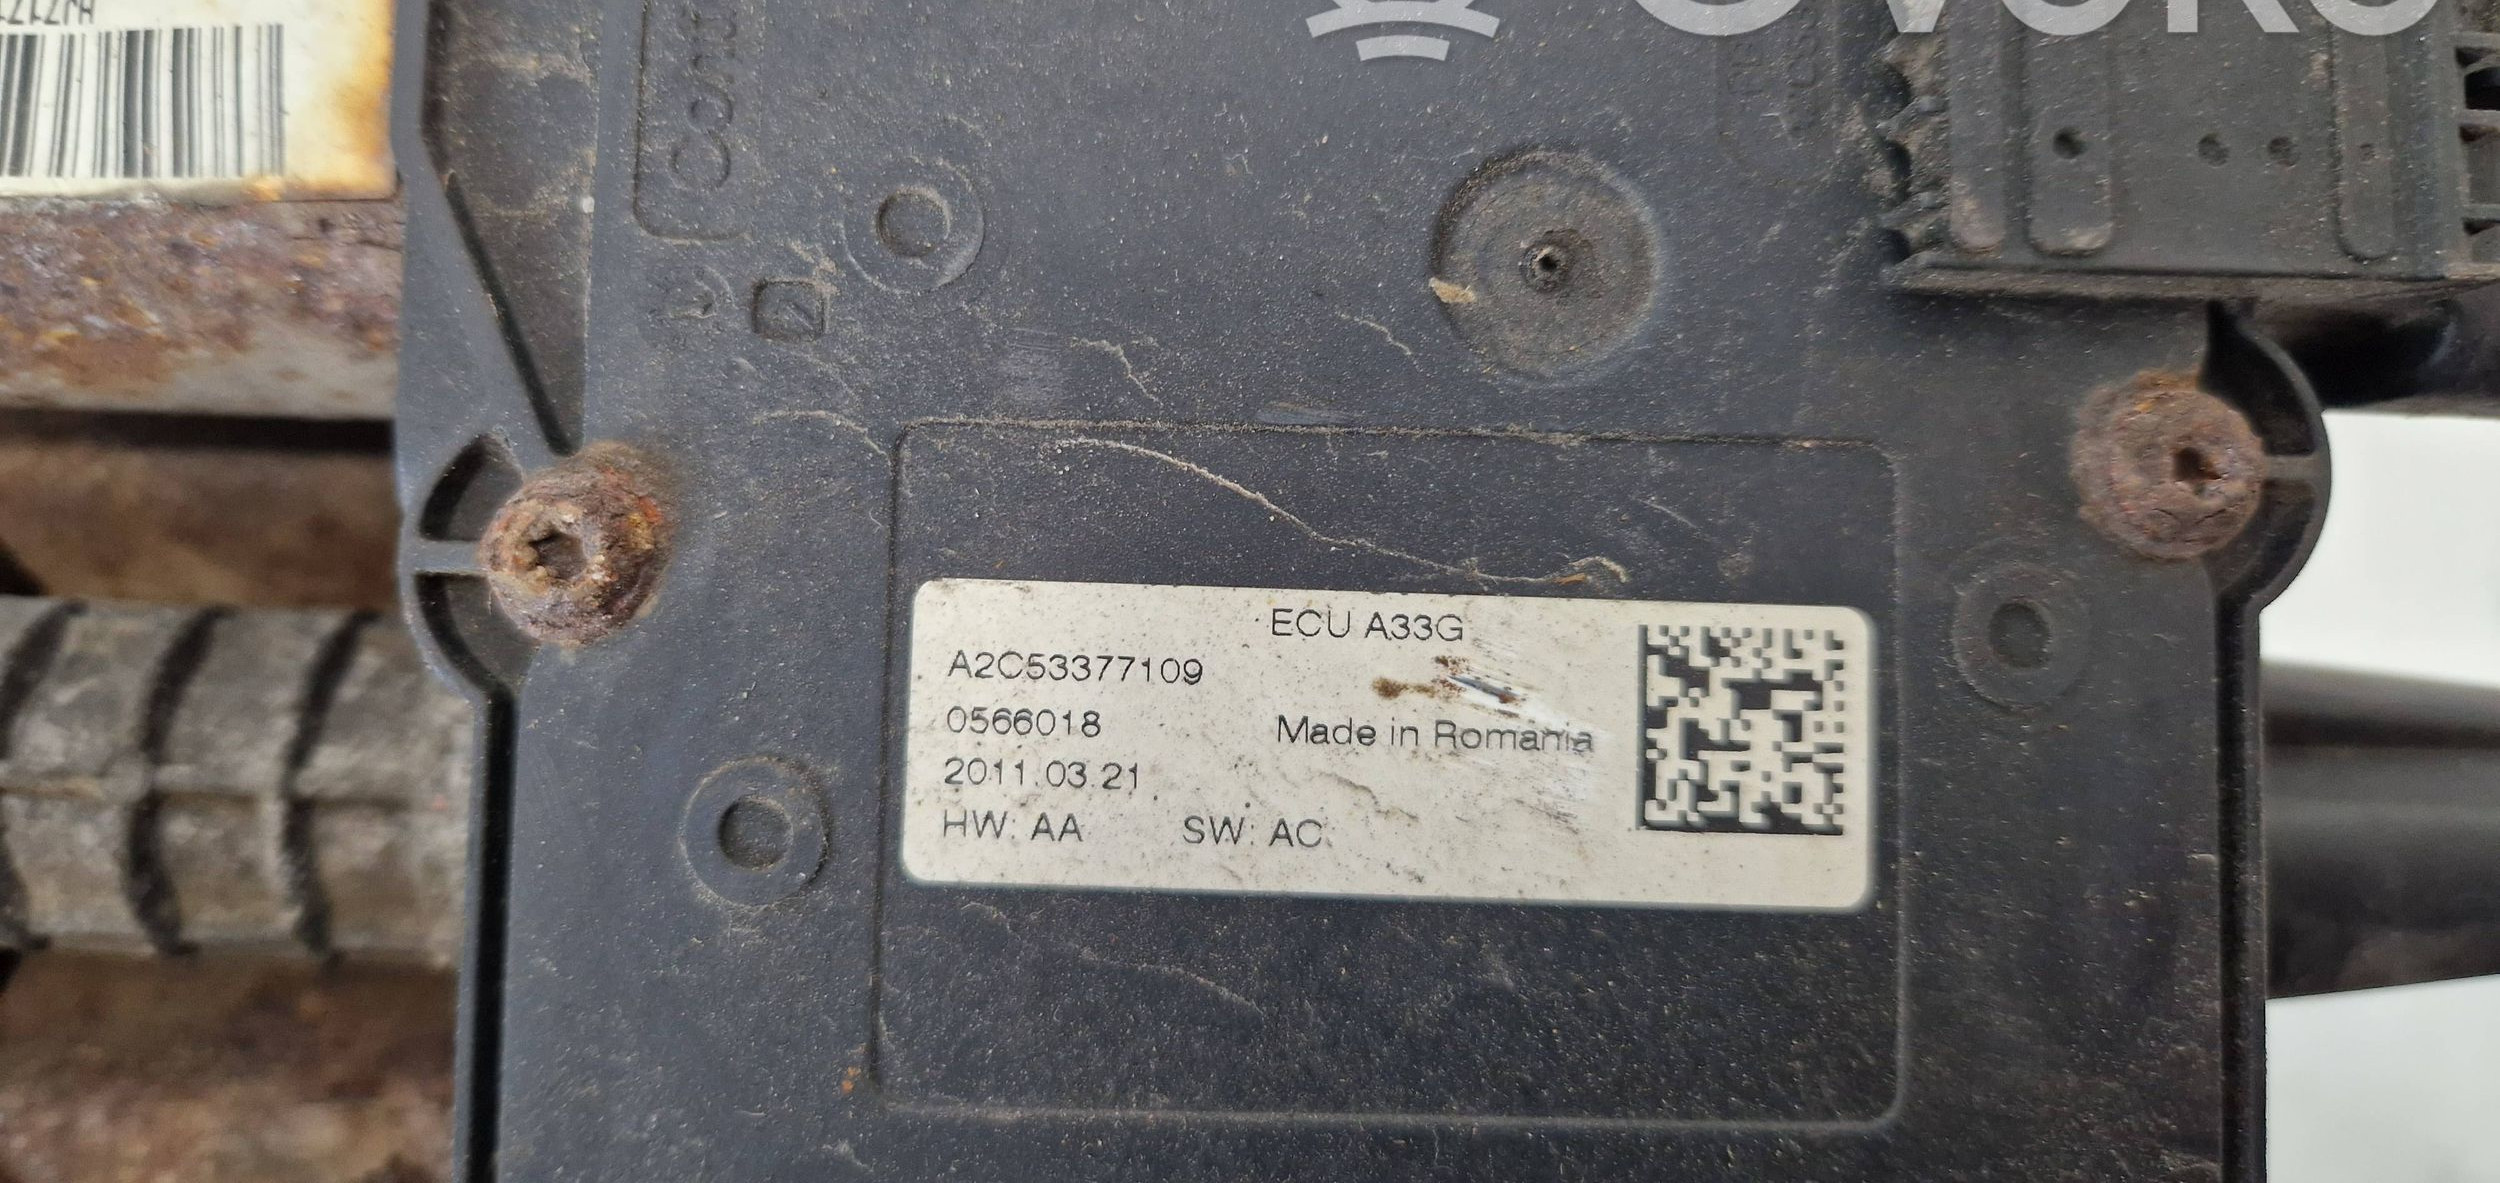 ECU A33G
A2C53377109
0566018
Made in Romania
2011.03.21
HW: AA SW: AC